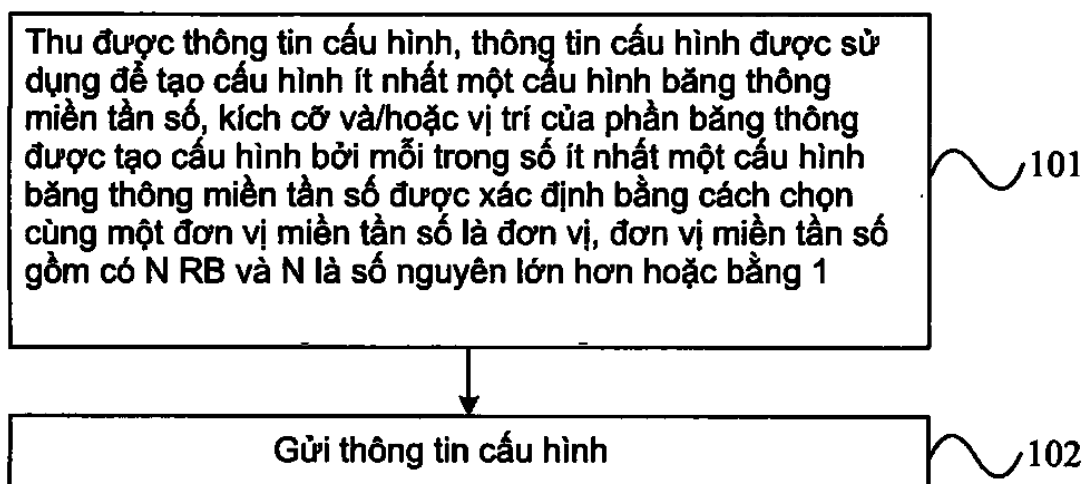 Thu được thông tin cấu hình, thông tin cấu hình được sử
dụng để tạo cấu hình ít nhất một cấu hình băng thông
miền tần số, kích cỡ và/hoặc vị trí của phần băng thông
được tạo cấu hình bởi mỗi trong số ít nhất một cấu hình
băng thông miền tần số được xác định bằng cách chọn
cùng một đơn vị miền tần số là đơn vị, đơn vị miền tần số
gồm có N RB và N là số nguyên lớn hơn hoặc bằng 1
101
Gửi thông tin cấu hình
102